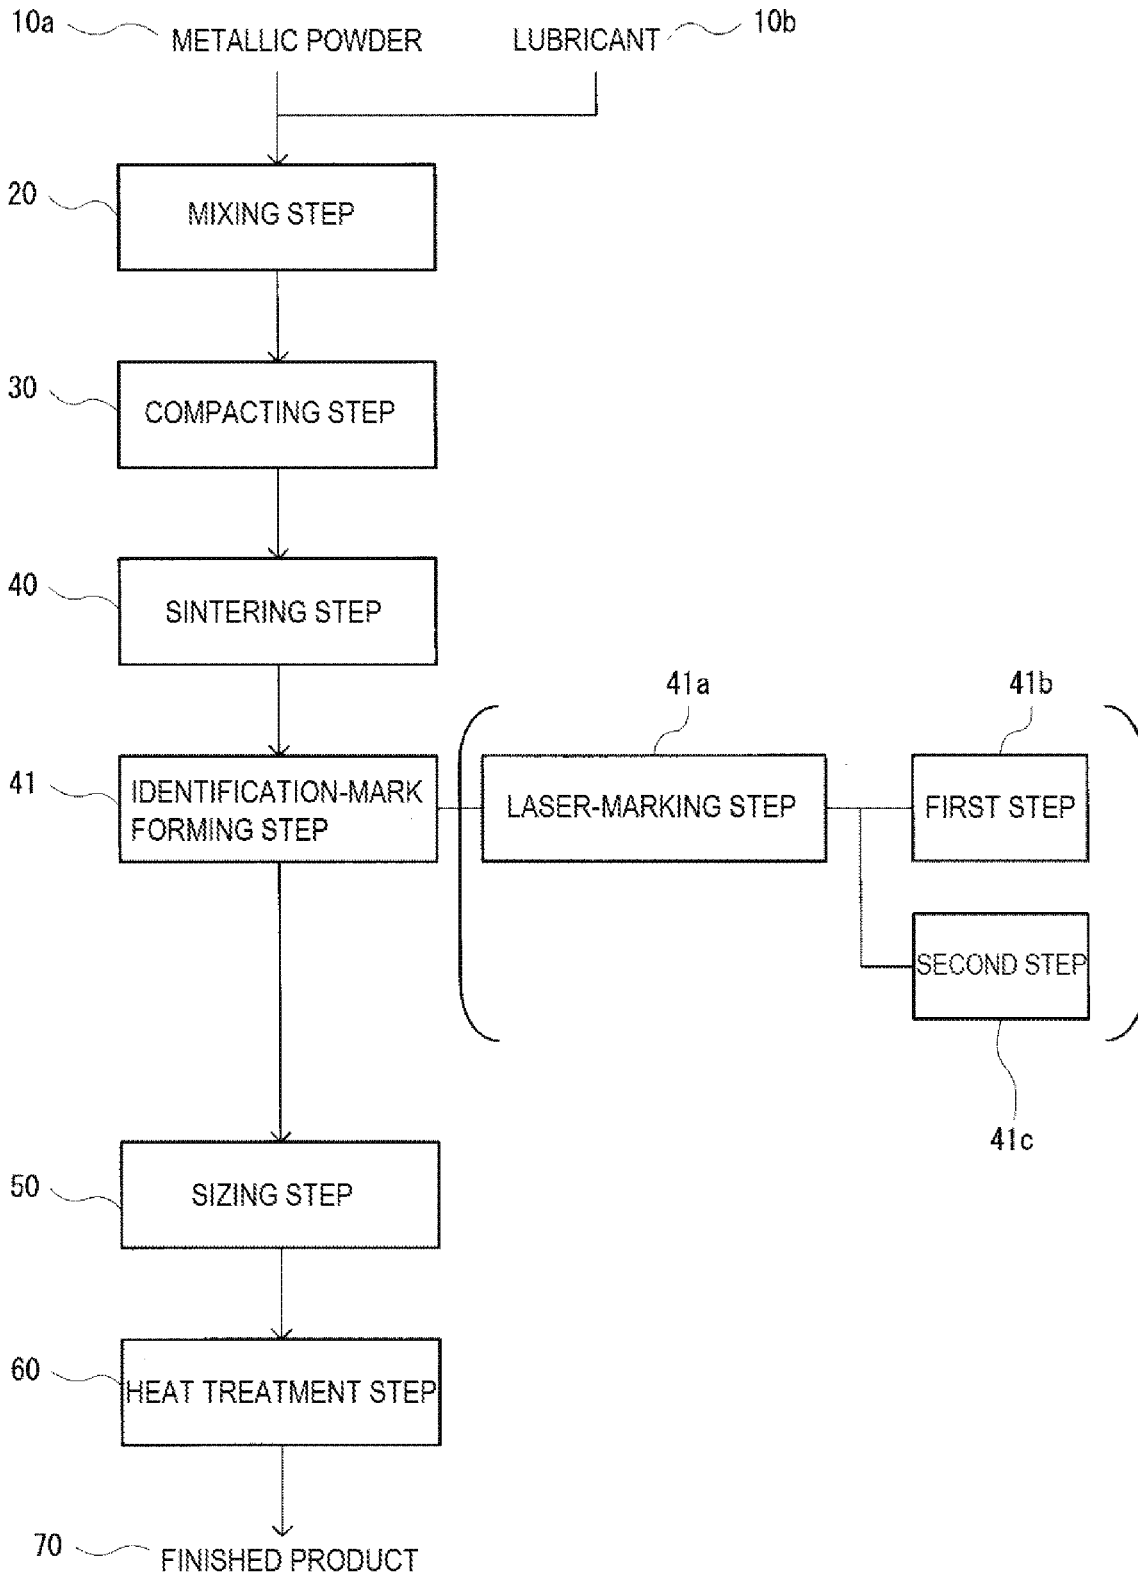 10a METALLIC POWDER LUBRICANT 10b
20 MIXING STEP
30 COMPACTING STEP
40 SINTERING STEP
41a 41b
41 IDENTIFICATION-MARK
FORMING STEP
LASER-MARKING STEP
FIRST STEP
SECOND STEP
41c
50 SIZING STEP
60 HEAT TREATMENT STEP
70 FINISHED PRODUCT